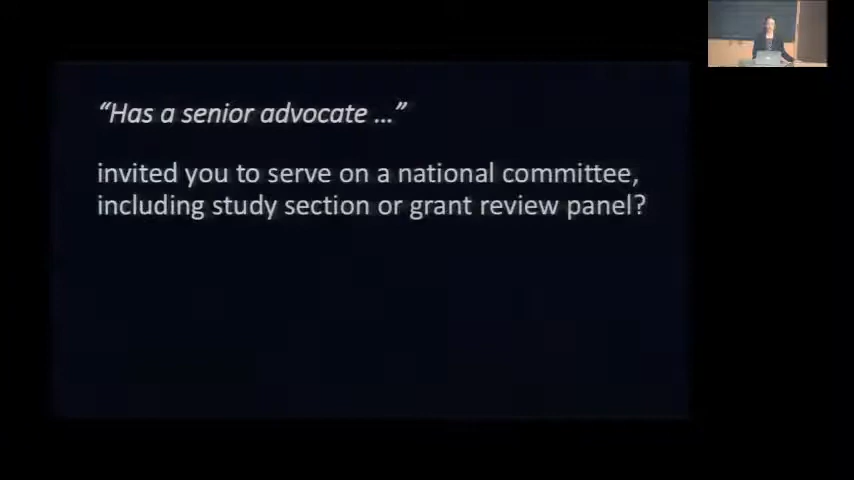 “Has a senior advocate ...”
invited you to serve on a national committee,
including study section or grant review panel?